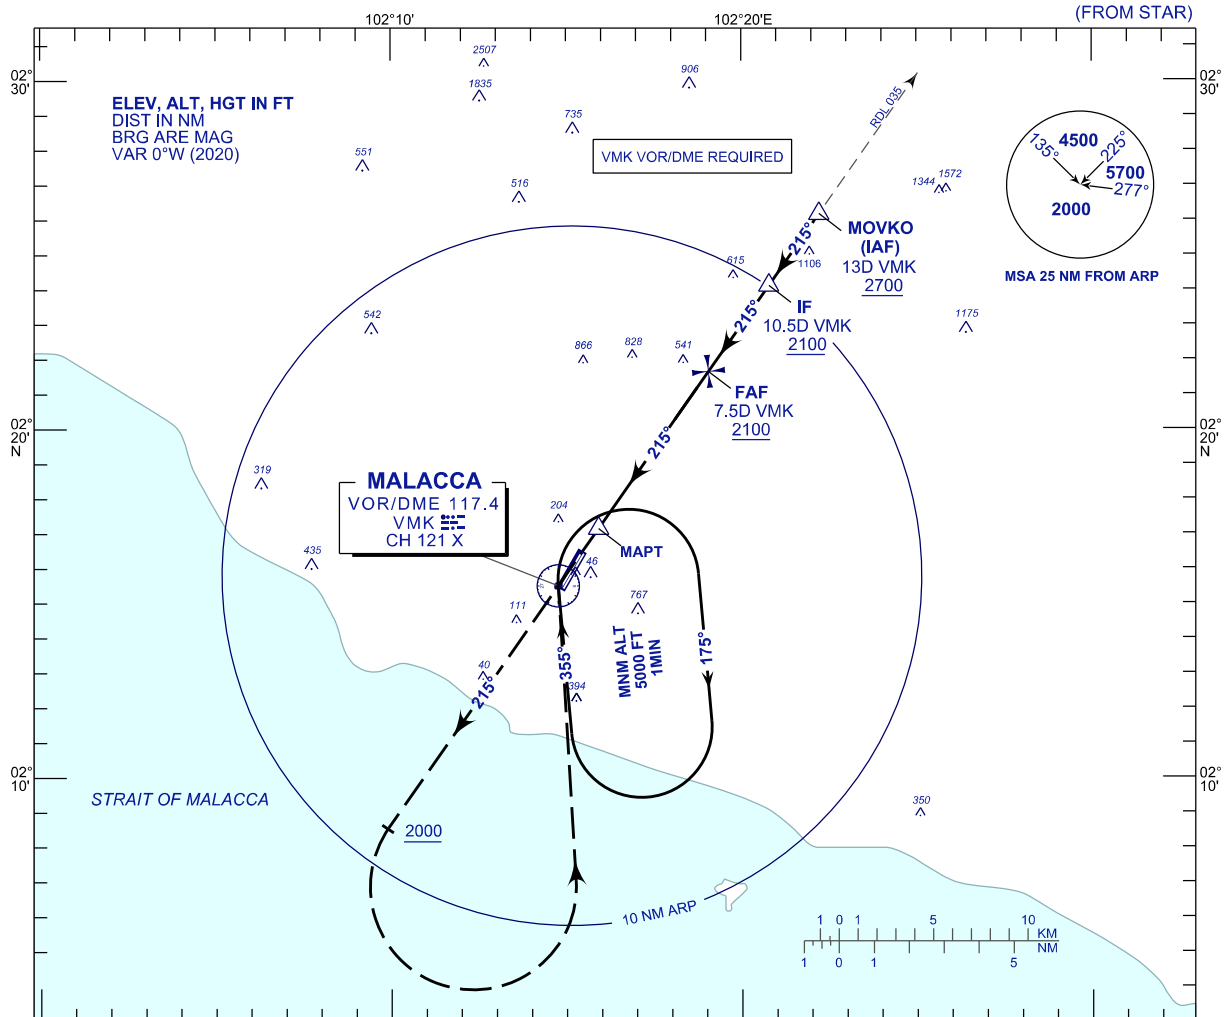 (FROM STAR)
102°10'
102°20'E
02°
30'
02°
30'
2507
1835
906
735
551
516
ELEV, ALT, HGT IN FT
DIST IN NM
BRG ARE MAG
VAR 0°W (2020)
VMK VOR/DME REQUIRED
RDL 035
4500
135°
225°
5700
277°
2000
MSA 25 NM FROM ARP
1344
1572
215°
MOVKO
(IAF)
13D VMK
2700
615
1106
IF
10.5D VMK
2100
215°
542
866
828
541
1175
FAF
7.5D VMK
2100
02°
20'
N
02°
20'
N
215°
319
MALACCA
VOR/DME 117.4
VMK
CH 121 X
204
MAPT
435
46
111
767
MNM ALT
5000 FT
1MIN
355°
175°
40
215°
394
02°
10'
02°
10'
STRAIT OF MALACCA
2000
350
10 NM ARP
1 0 1 5 10
KM
NM
1 0 1 5